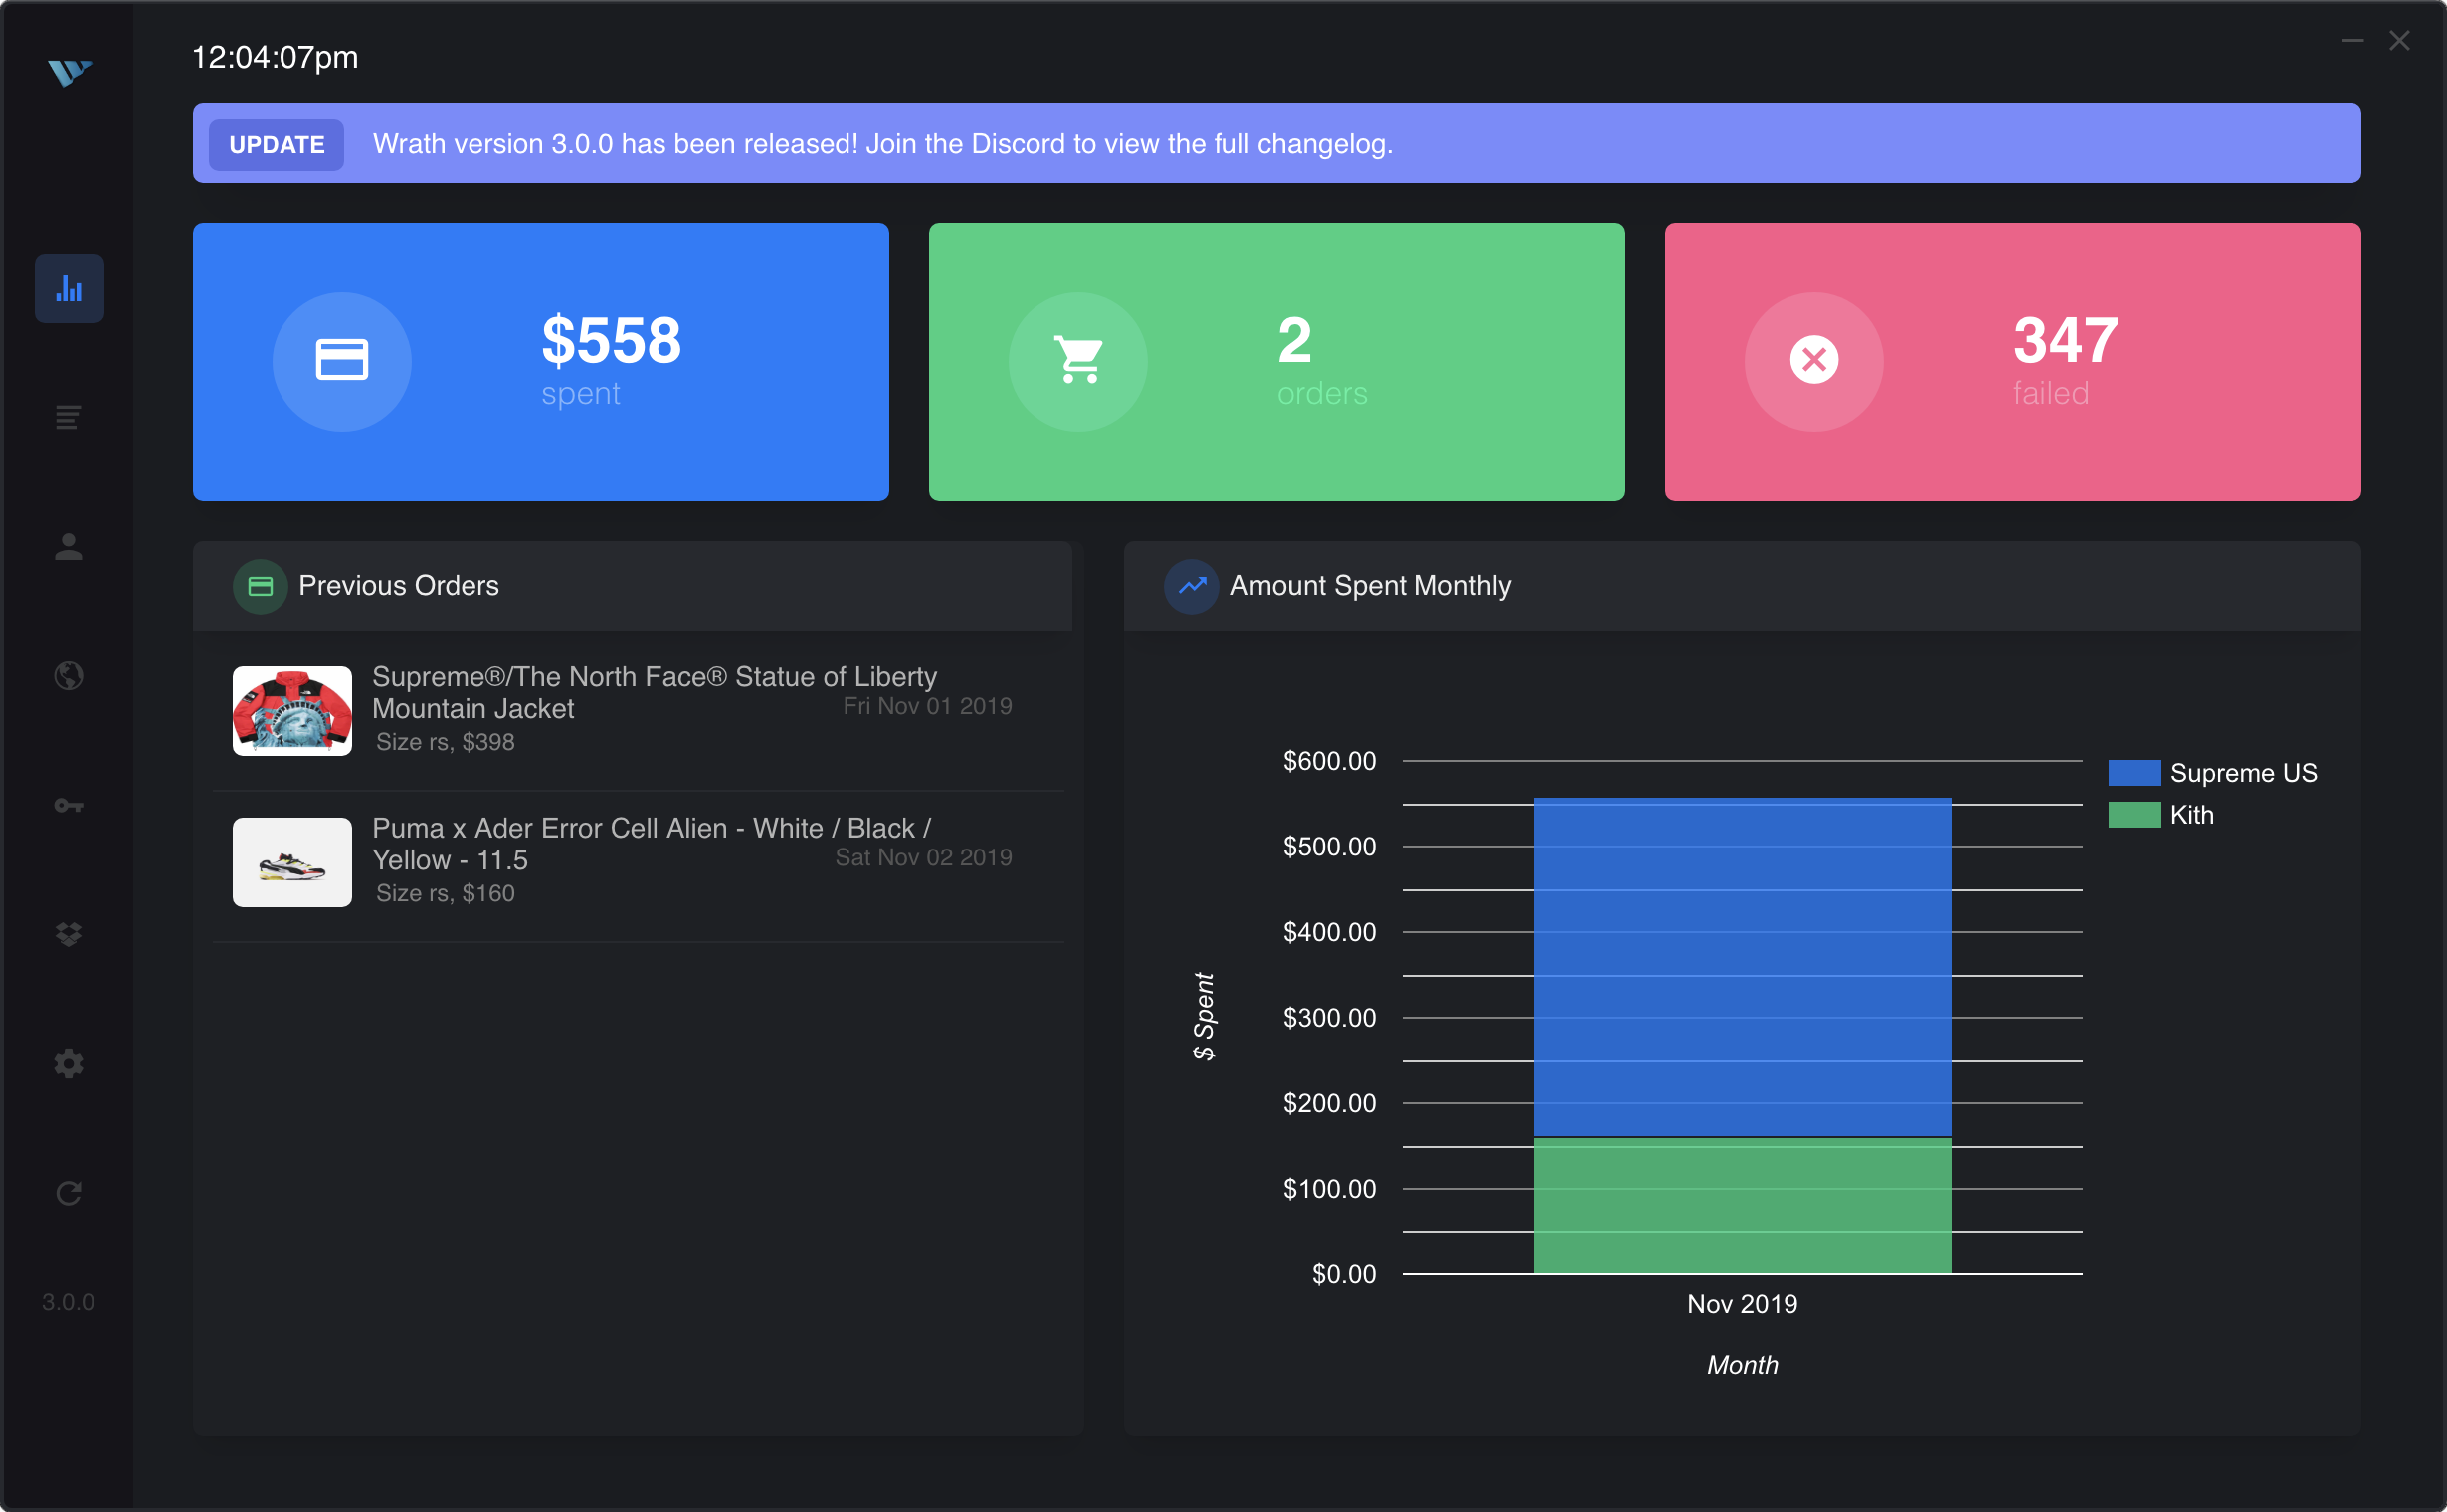 12:04:07pm
UPDATE Wrath version 3.0.0 has been released! Join the Discord to view the full changelog.
$558
spent
2
orders
347
failed
Previous Orders
Supreme®/The North Face® Statue of Liberty
Mountain Jacket
Fri Nov 01 2019
Size rs, $398
Puma x Ader Error Cell Alien - White / Black /
Yellow - 11.5
Sat Nov 02 2019
Size rs, $160
Amount Spent Monthly
$ Spent
$600.00
$500.00
$400.00
$300.00
$200.00
$100.00
$0.00
Nov 2019
Month
Supreme US
Kith
3.0.0